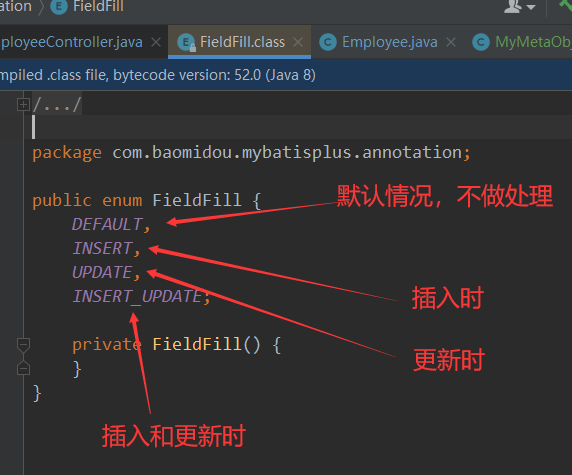 ation > FieldFill
ployeeController.java × FieldFill.class × Employee.java × MyMetaObj
mpiled .class file, bytecode version: 52.0 (Java 8)
/.../
package com.baomidou.mybatisplus.annotation;
public enum FieldFill {
默认情况，不做处理
DEFAULT,
INSERT,
UPDATE,
INSERT_UPDATE;
插入时
private FieldFill() {
更新时
}
}
插入和更新时